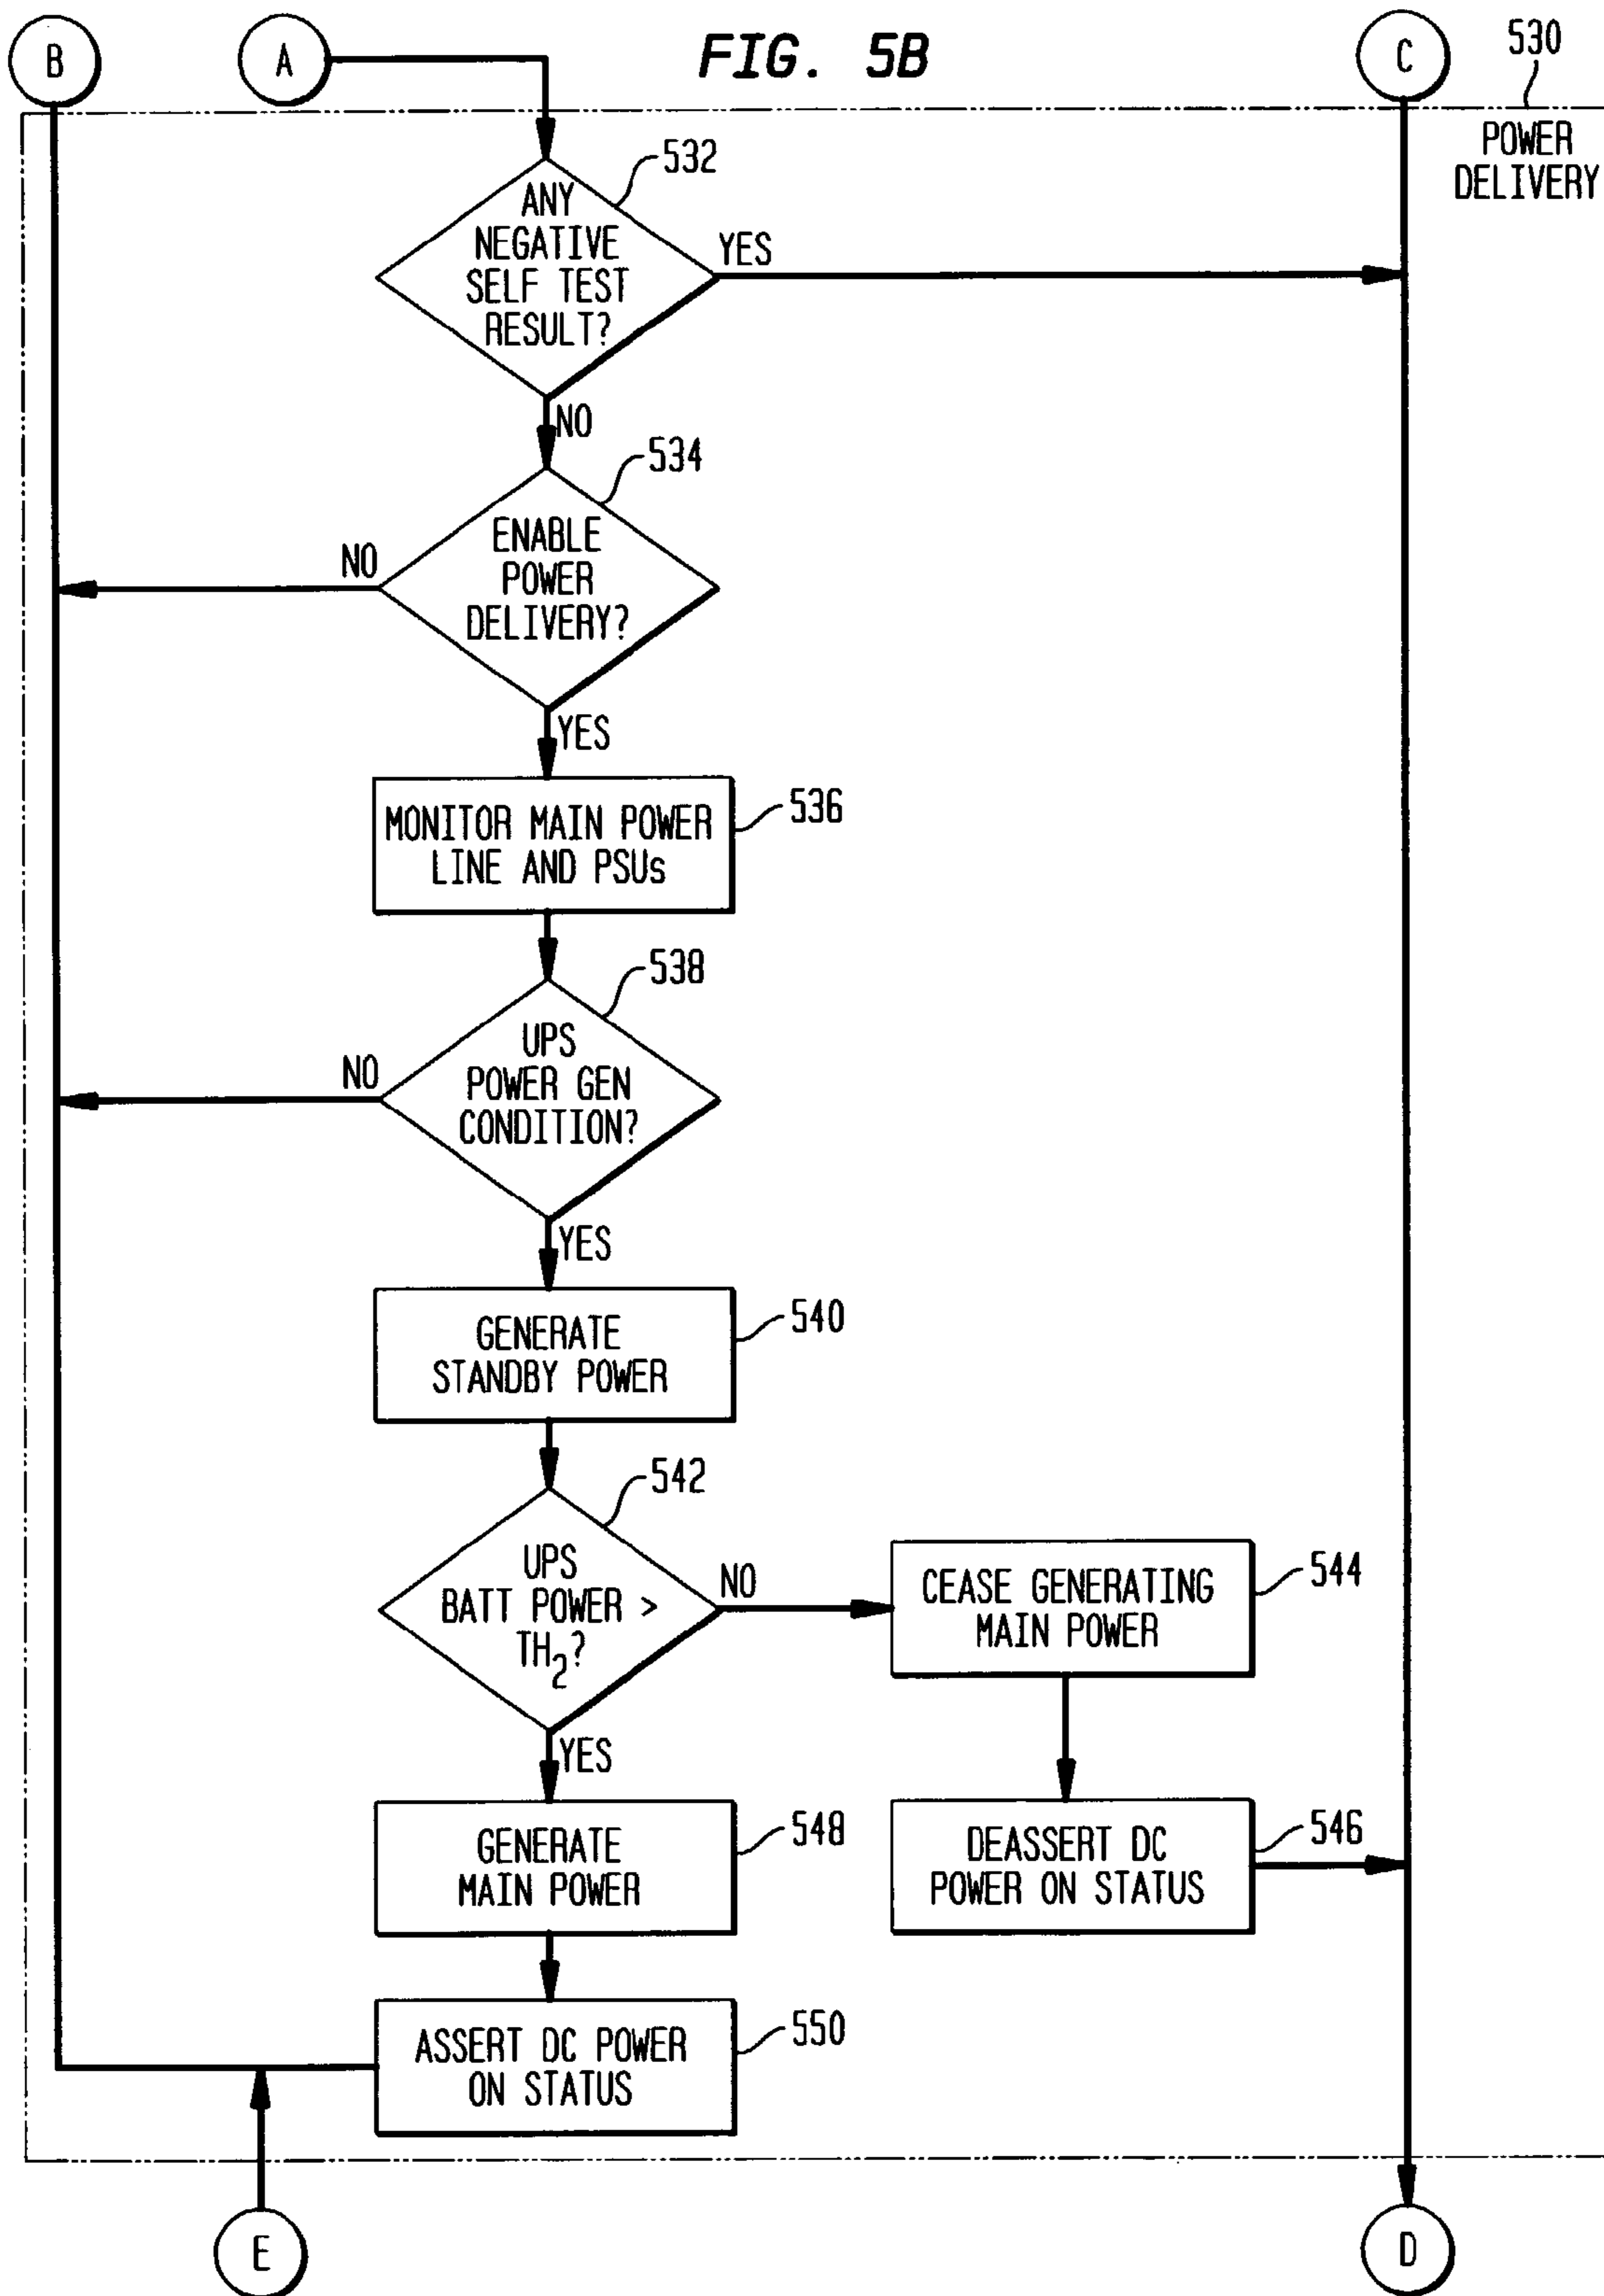 B
A
FIG. 5B
C
530
POWER
DELIVERY
532
ANY
NEGATIVE
SELF TEST
RESULT?
YES
NO
534
ENABLE
POWER
DELIVERY?
NO
YES
536
MONITOR MAIN POWER
LINE AND PSUs
538
UPS
POWER GEN
CONDITION?
NO
YES
540
GENERATE
STANDBY POWER
542
UPS
BATT POWER >
TH₂?
NO
YES
544
CEASE GENERATING
MAIN POWER
546
DEASSERT DC
POWER ON STATUS
548
GENERATE
MAIN POWER
550
ASSERT DC POWER
ON STATUS
E
D